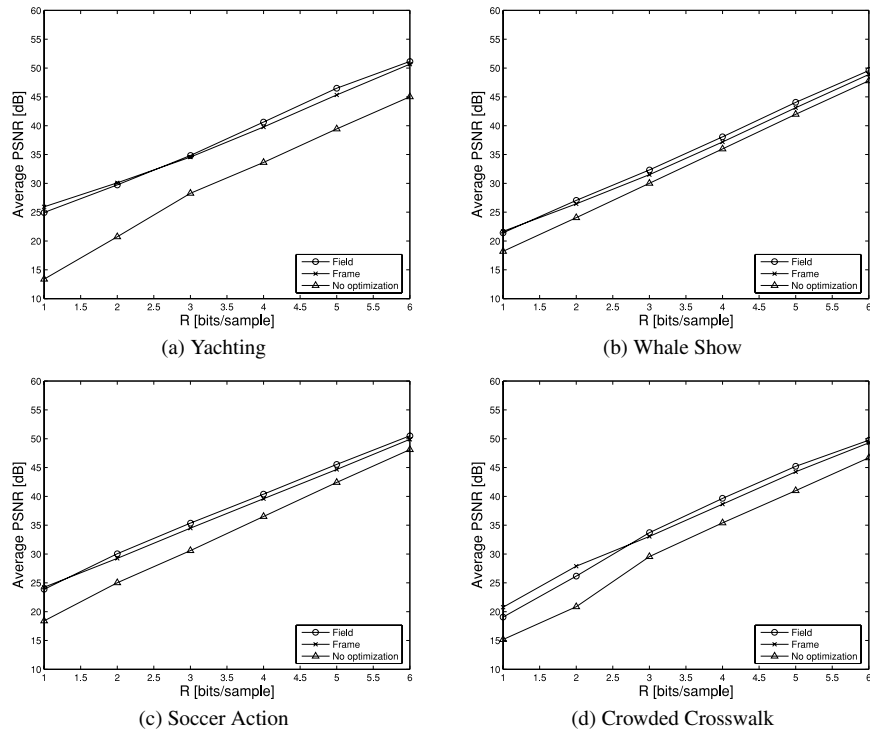 60
55
50
45
40
35
30
25
20
15
10
Average PSNR [dB]
1 1.5 2 2.5 3 3.5 4 4.5 5 5.5 6
R [bits/sample]
Field
Frame
No optimization
(a) Yachting
60
55
50
45
40
35
30
25
20
15
10
Average PSNR [dB]
1 1.5 2 2.5 3 3.5 4 4.5 5 5.5 6
R [bits/sample]
Field
Frame
No optimization
(b) Whale Show
60
55
50
45
40
35
30
25
20
15
10
Average PSNR [dB]
1 1.5 2 2.5 3 3.5 4 4.5 5 5.5 6
R [bits/sample]
Field
Frame
No optimization
(c) Soccer Action
60
55
50
45
40
35
30
25
20
15
10
Average PSNR [dB]
1 1.5 2 2.5 3 3.5 4 4.5 5 5.5 6
R [bits/sample]
Field
Frame
No optimization
(d) Crowded Crosswalk